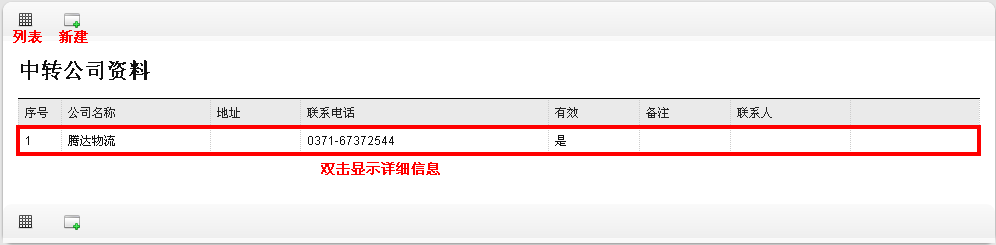 列表 新建
中转公司资料
序号 公司名称 地址 联系电话 有效 备注 联系人
1 腾达物流 0371-67372544 是
双击显示详细信息